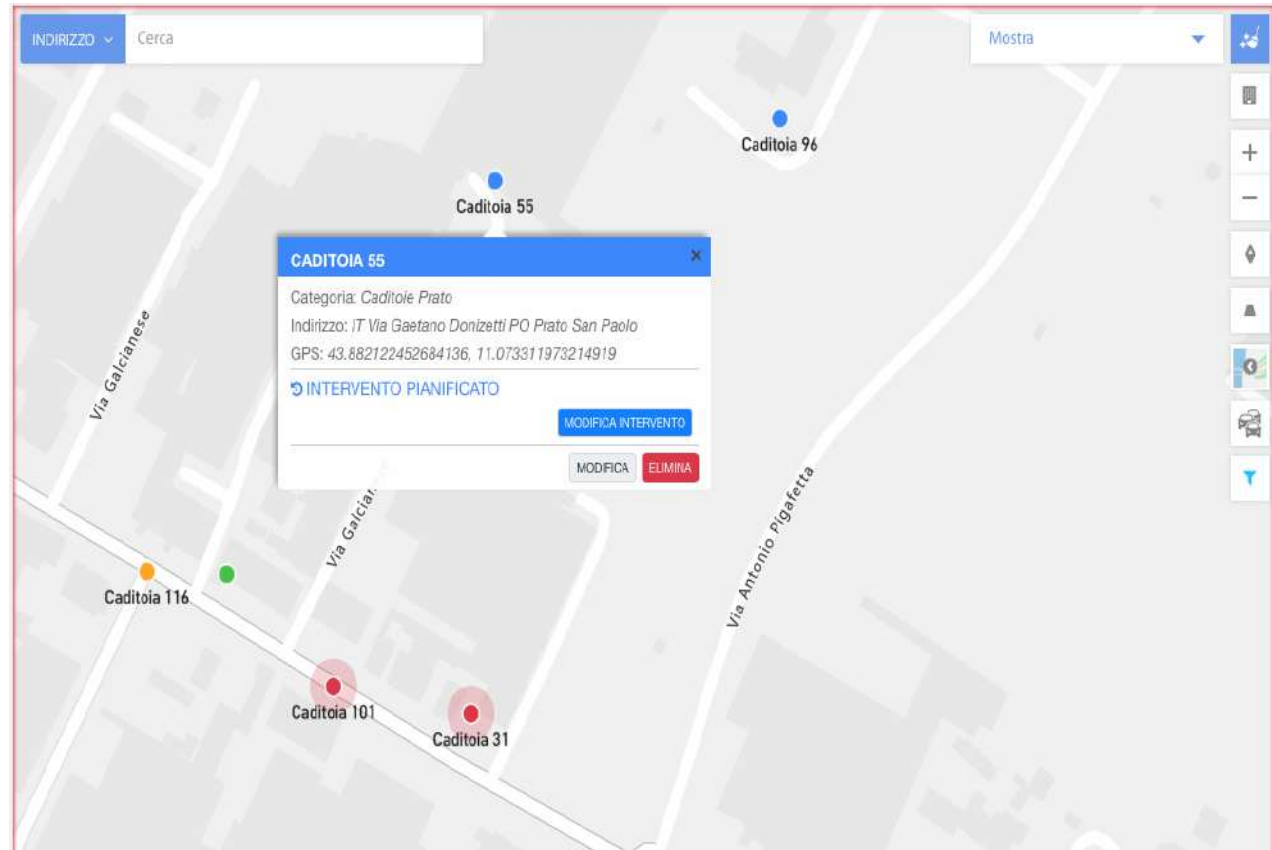 INDIRIZZO
Cerca
Mostra
Caditoia 96
Caditoia 55
CADITOIA 55
Categoria: Caditoie Prato
Indirizzo: IT Via Gaetano Donizetti PO Prato San Paolo
GPS: 43.882122452684136, 11.073311973214919
INTERVENTO PIANIFICATO
MODIFICA INTERVENTO
MODIFICA
ELIMINA
Via Galcianese
Via Galcian
Via Antonio Pigafetta
Caditoia 116
Caditoia 101
Caditoia 31